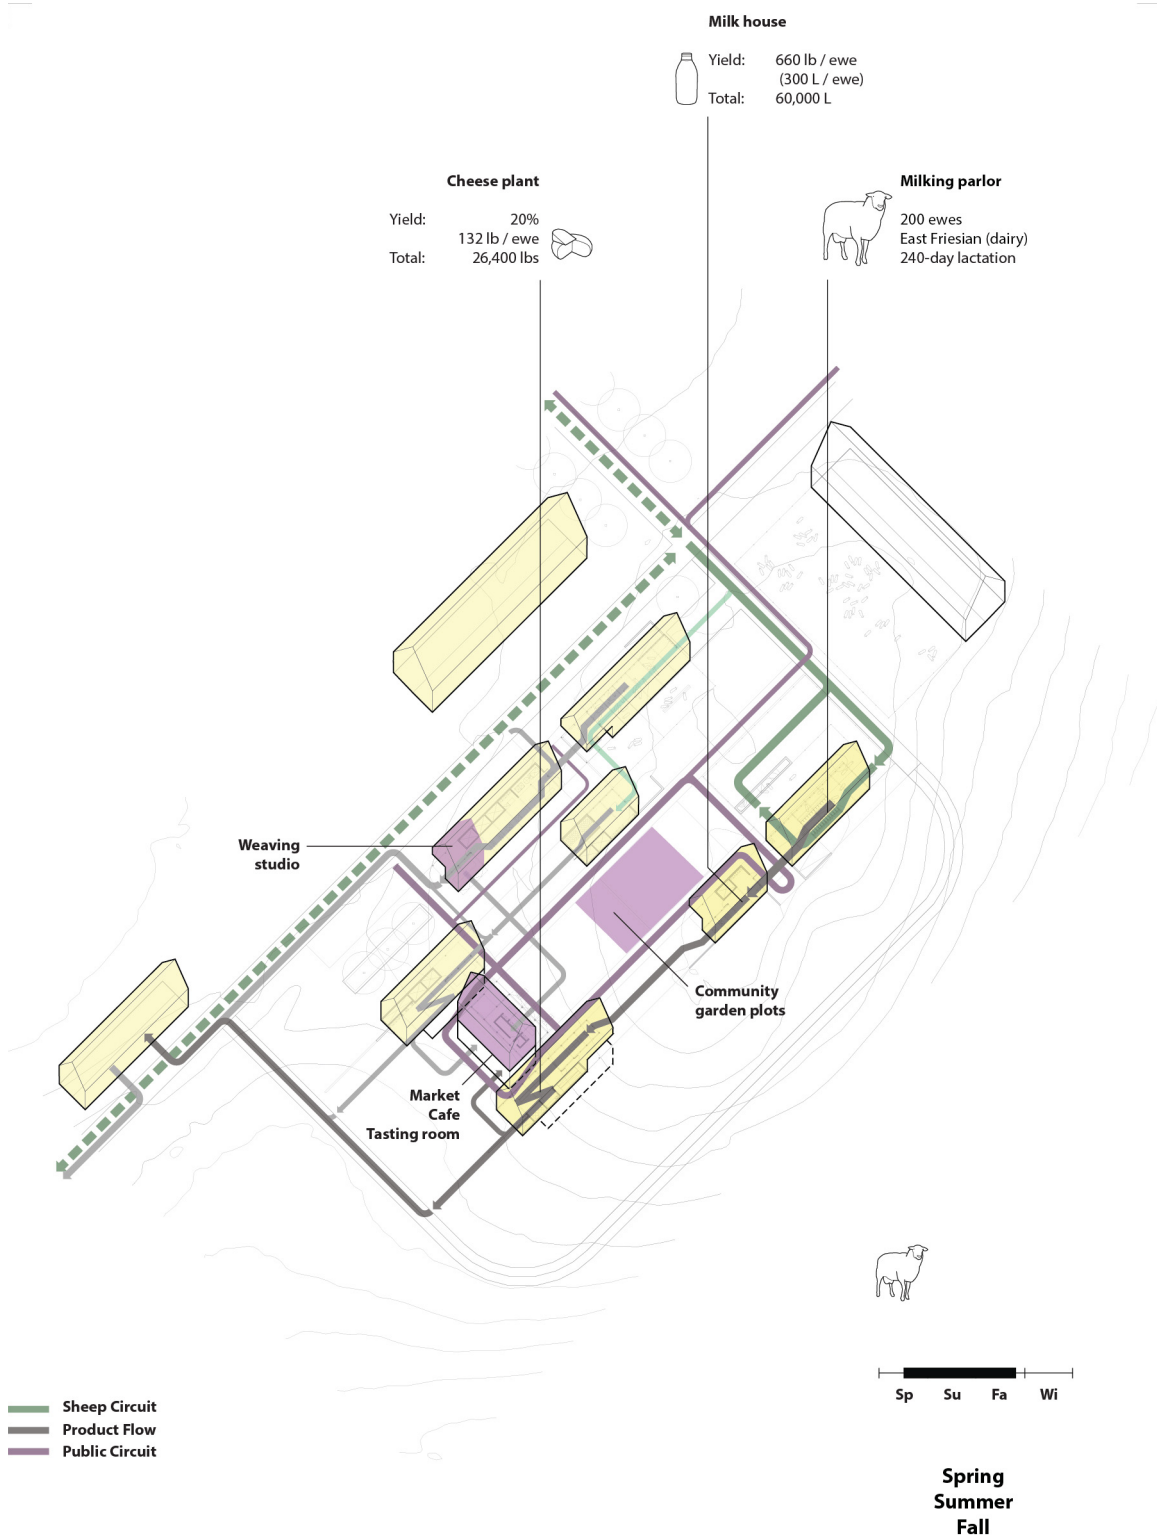 Milk house
Yield: 660 lb / ewe
(300 L / ewe)
Total: 60,000 L
Cheese plant
Yield: 20%
132 lb / ewe
Total: 26,400 lbs
Milking parlor
200 ewes
East Friesian (dairy)
240-day lactation
Weaving
studio
Community
garden plots
Market
Cafe
Tasting room
Sp Su Fa Wi
Sheep Circuit
Product Flow
Public Circuit
Spring
Summer
Fall